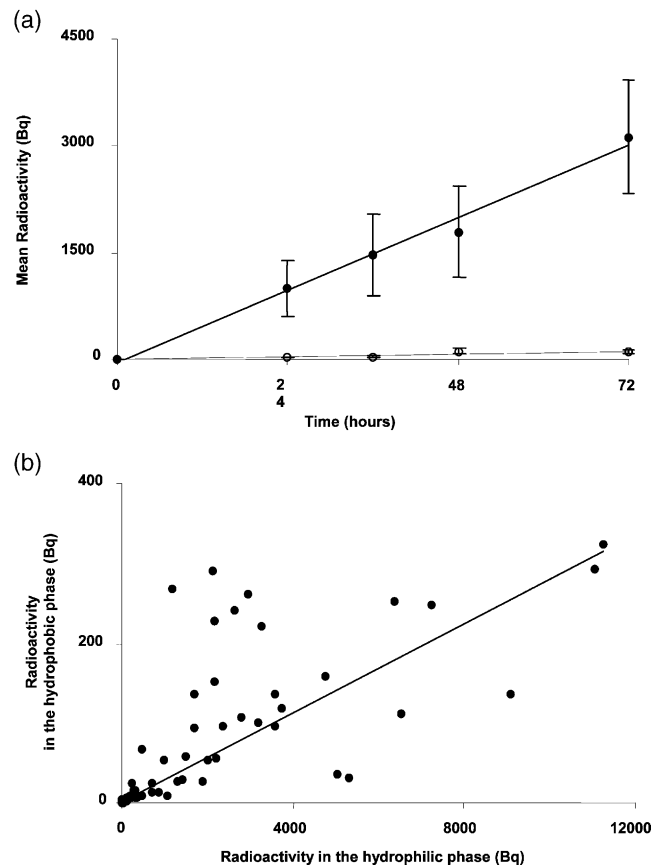 (a)
4500
3000
1500
0
Mean Radioactivity (Bq)
0
2
4
48
72
Time (hours)
(b)
400
200
0
Radioactivity
in the hydrophobic phase (Bq)
0
4000
8000
12000
Radioactivity in the hydrophilic phase (Bq)